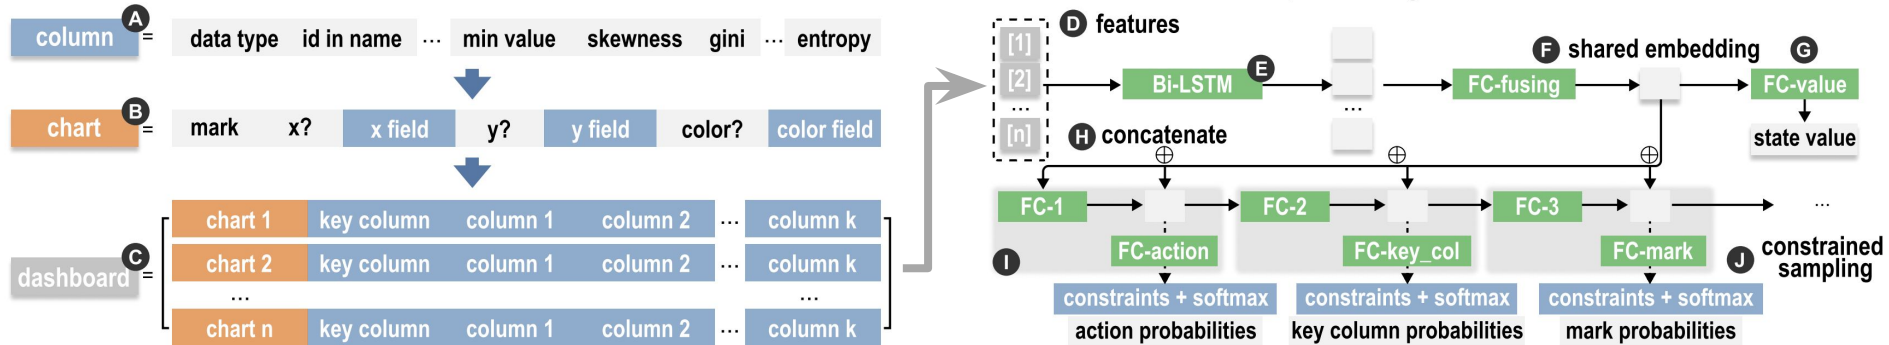 A
column = data type id in name ... min value skewness gini ... entropy
B
chart = mark x? x field y? y field color? color field
C
dashboard =
chart 1 key column column 1 column 2 ... column k
chart 2 key column column 1 column 2 ... column k
... ...
chart n key column column 1 column 2 ... column k
D features
[1]
[2]
...
[n]
E
Bi-LSTM
...
F shared embedding
FC-fusing
G
FC-value
state value
H concatenate
⊕ ⊕ ⊕
FC-1 FC-2 FC-3 ...
I
FC-action FC-key_col FC-mark
J constrained
sampling
constraints + softmax constraints + softmax constraints + softmax
action probabilities key column probabilities mark probabilities